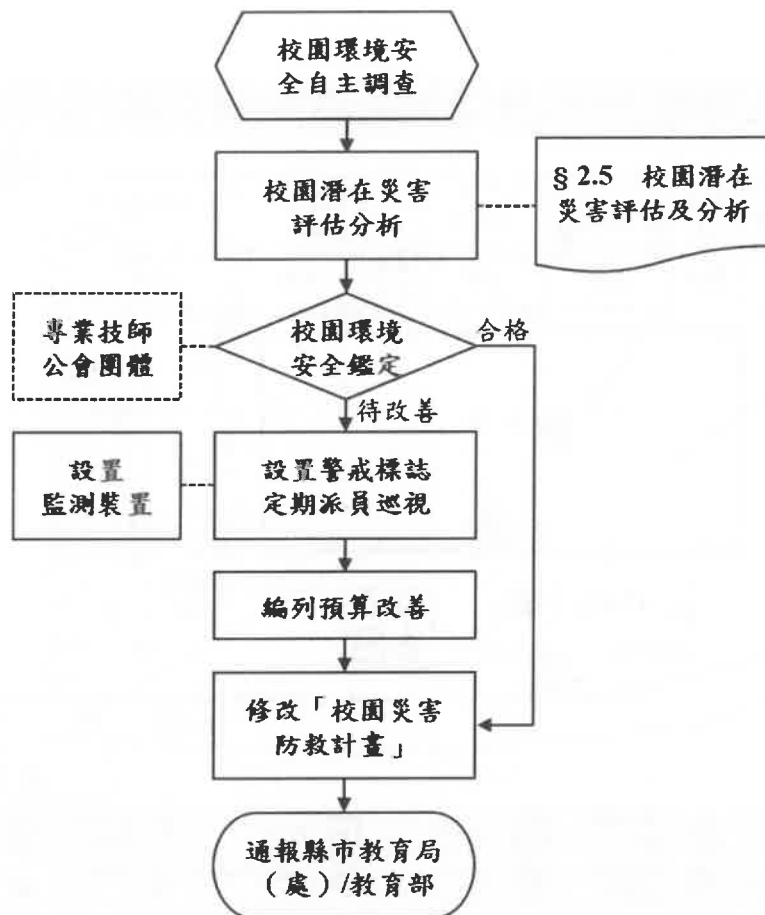 校園環境安
全自主調查
校園潛在災害
評估分析
§ 2.5 校園潛在
災害評估及分析
專業技師
公會團體
校園環境
安全鑑定
合格
待改善
設置
監測裝置
設置警戒標誌
定期派員巡視
編列預算改善
修改「校園災害
防救計畫」
通報縣市教育局
（處）/教育部